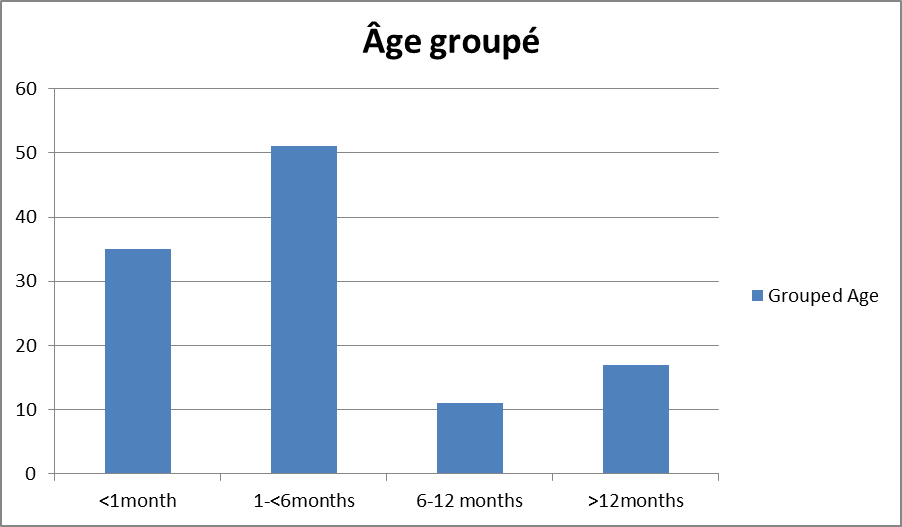 Âge groupé
60
50
40
30
20
10
0
<1month
1-<6months
6-12 months
>12months
Grouped Age